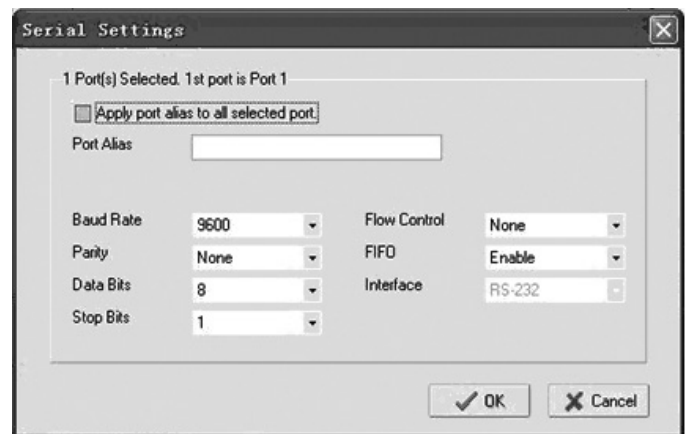 Serial Settings
1 Port(s) Selected. 1st port is Port 1
Apply port alias to all selected port.
Port Alias
Baud Rate 9600 Flow Control None
Parity None FIFO Enable
Data Bits 8 Interface RS-232
Stop Bits 1
OK Cancel